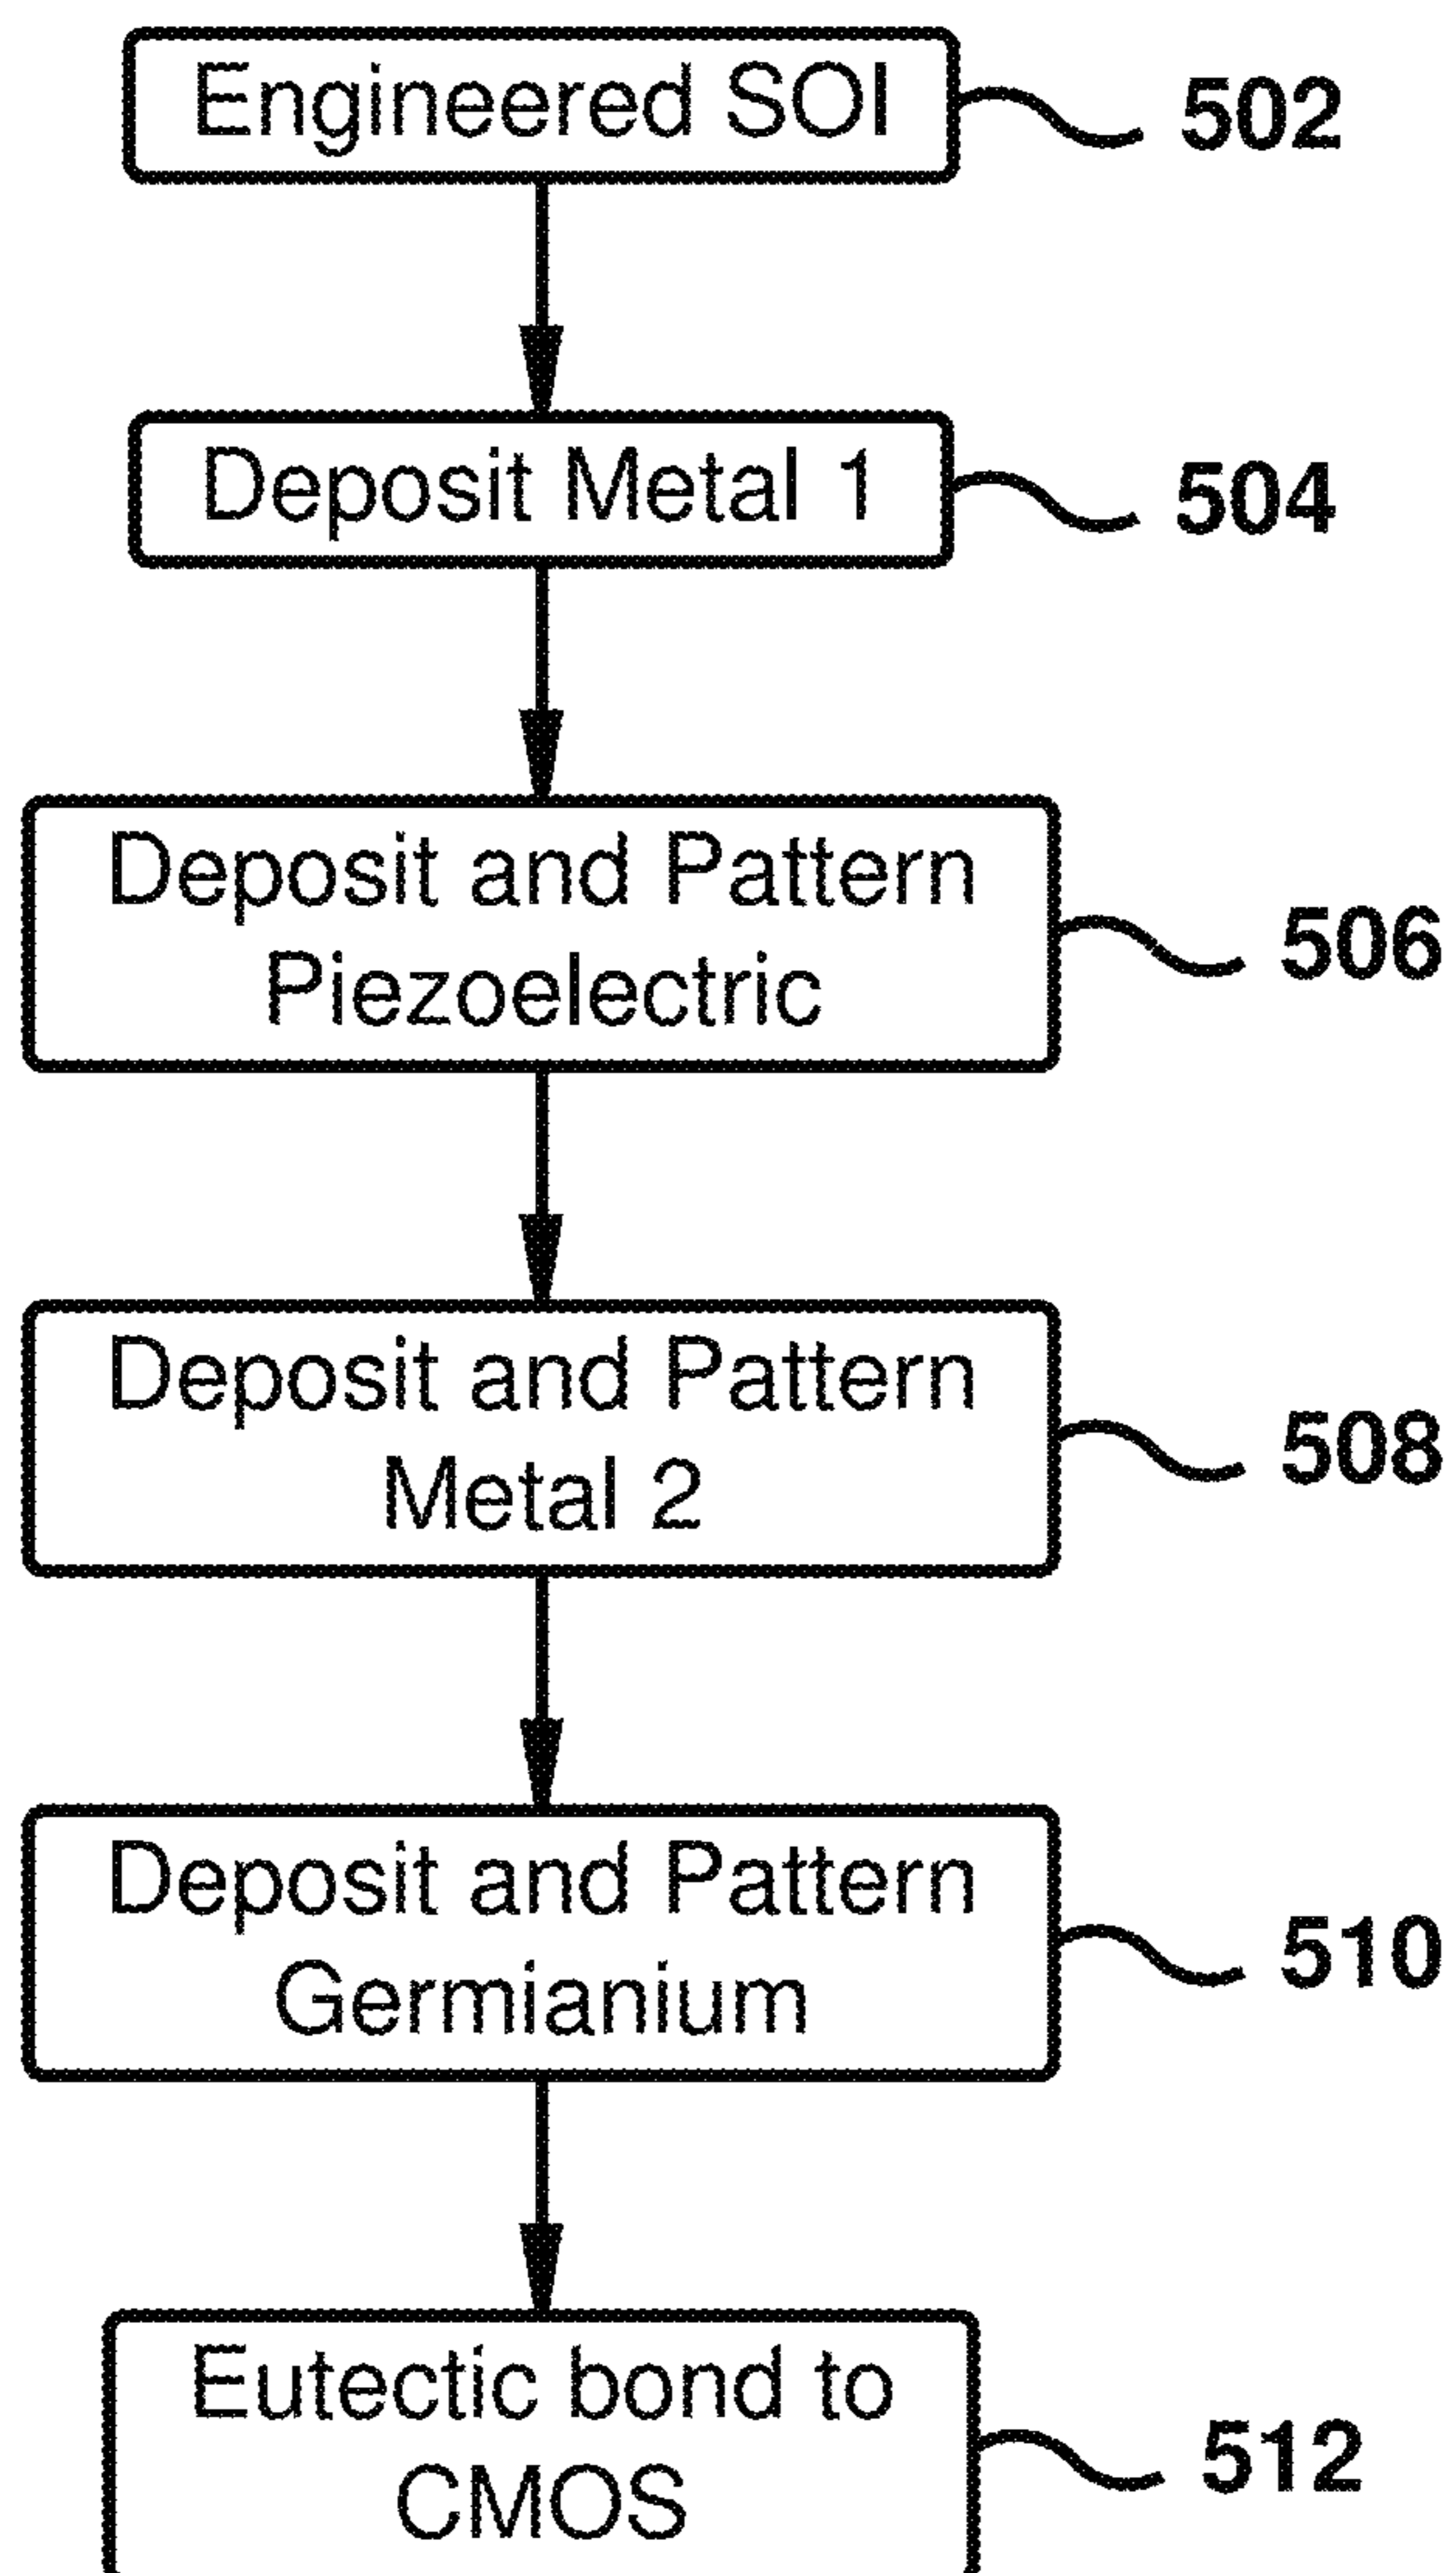 Engineered SOI
502
Deposit Metal 1
504
Deposit and Pattern
Piezoelectric
506
Deposit and Pattern
Metal 2
508
Deposit and Pattern
Germianium
510
Eutectic bond to
CMOS
512